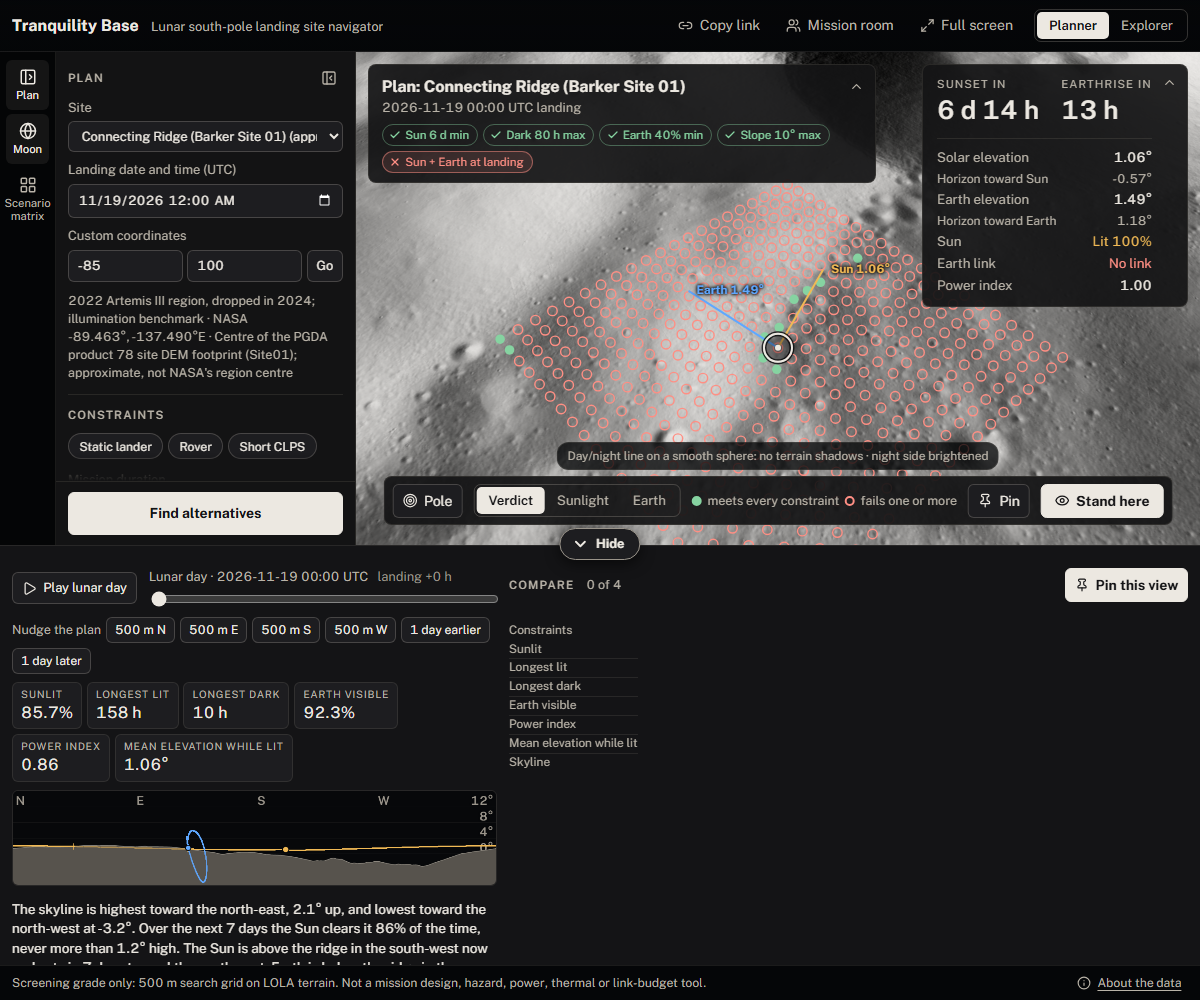 Tranquility Base
Lunar south-pole landing site navigator
Copy link
Mission room
Full screen
Planner
Explorer
Plan
Moon
Scenario
matrix
PLAN
Site
Connecting Ridge (Barker Site 01) (appr
Landing date and time (UTC)
11/19/2026 12:00 AM
Custom coordinates
-85
100
Go
2022 Artemis III region, dropped in 2024;
illumination benchmark · NASA
-89.463°, -137.490°E · Centre of the PGDA
product 78 site DEM footprint (Site01);
approximate, not NASA's region centre
CONSTRAINTS
Static lander
Rover
Short CLPS
Find alternatives
Plan: Connecting Ridge (Barker Site 01)
2026-11-19 00:00 UTC landing
Sun 6 d min
Dark 80 h max
Earth 40% min
Slope 10° max
Sun + Earth at landing
SUNSET IN
6 d 14 h
EARTHRISE IN
13 h
Solar elevation 1.06°
Horizon toward Sun -0.57°
Earth elevation 1.49°
Horizon toward Earth 1.18°
Sun Lit 100%
Earth link No link
Power index 1.00
Sun 1.06°
Earth 1.49°
Day/night line on a smooth sphere: no terrain shadows · night side brightened
Pole
Verdict
Sunlight
Earth
meets every constraint
fails one or more
Pin
Stand here
Hide
Play lunar day
Lunar day · 2026-11-19 00:00 UTC landing +0 h
Nudge the plan
500 m N
500 m E
500 m S
500 m W
1 day earlier
1 day later
SUNLIT
85.7%
LONGEST LIT
158 h
LONGEST DARK
10 h
EARTH VISIBLE
92.3%
POWER INDEX
0.86
MEAN ELEVATION WHILE LIT
1.06°
N E S W 12°
8°
4°
0°
The skyline is highest toward the north-east, 2.1° up, and lowest toward the
north-west at -3.2°. Over the next 7 days the Sun clears it 86% of the time,
never more than 1.2° high. The Sun is above the ridge in the south-west now
COMPARE 0 of 4
Pin this view
Constraints
Sunlit
Longest lit
Longest dark
Earth visible
Power index
Mean elevation while lit
Skyline
Screening grade only: 500 m search grid on LOLA terrain. Not a mission design, hazard, power, thermal or link-budget tool.
About the data